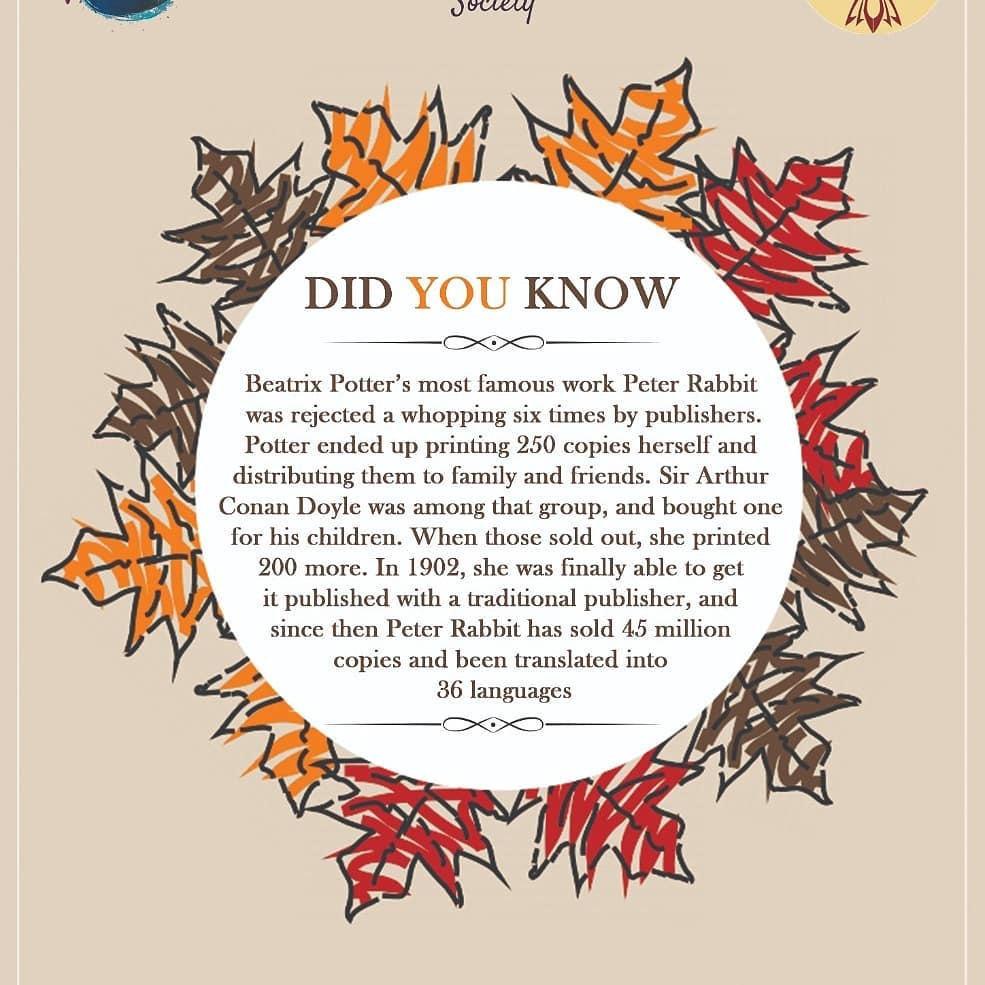 Society
DID YOU KNOW
Beatrix Potter’s most famous work Peter Rabbit
was rejected a whopping six times by publishers.
Potter ended up printing 250 copies herself and
distributing them to family and friends. Sir Arthur
Conan Doyle was among that group, and bought one
for his children. When those sold out, she printed
200 more. In 1902, she was finally able to get
it published with a traditional publisher, and
since then Peter Rabbit has sold 45 million
copies and been translated into
36 languages